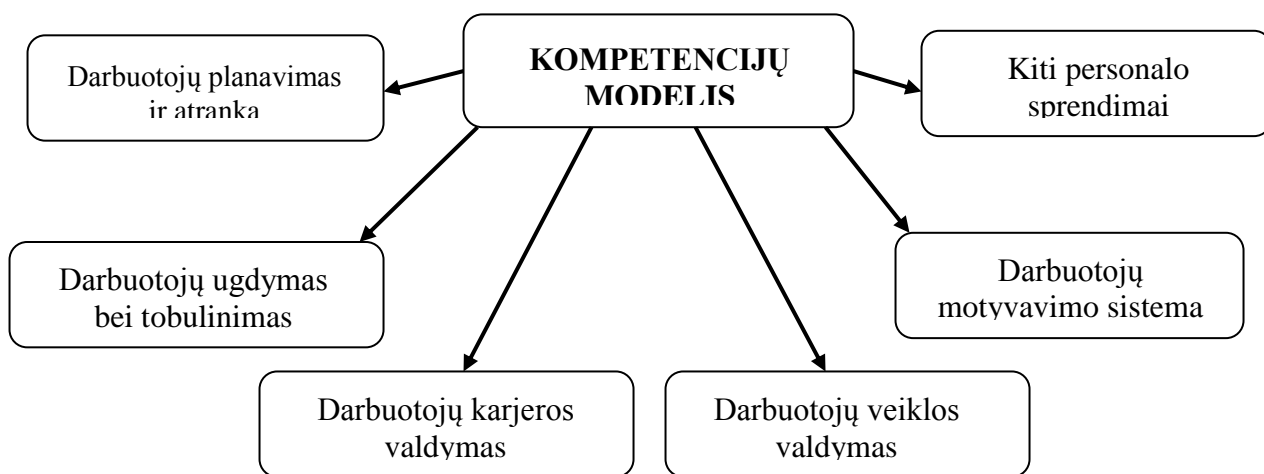 KOMPETENCIJŲ
MODELIS
Darbuotojų planavimas
ir atranka
Kiti personalo
sprendimai
Darbuotojų ugdymas
bei tobulinimas
Darbuotojų
motyvavimo sistema
Darbuotojų karjeros
valdymas
Darbuotojų veiklos
valdymas